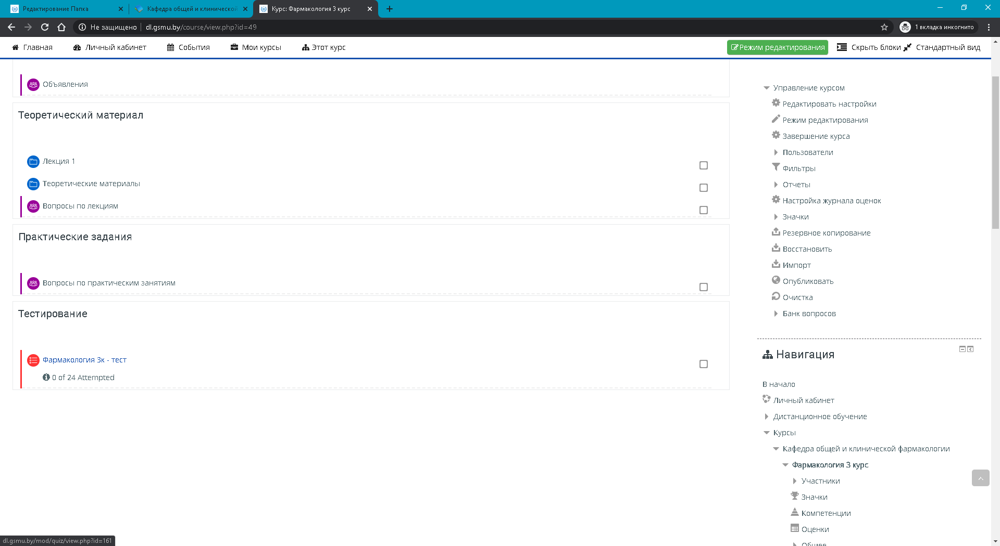 Редактирование Папка
Кафедра общей и клинической
Курс: Фармакология 3 курс
Не защищено
dl.gsmu.by/course/view.php?id=49
1 вкладка инкогнито
Главная
Личный кабинет
События
Мои курсы
Этот курс
Режим редактирования
Скрыть блоки
Стандартный вид
Объявления
Теоретический материал
Лекция 1
Теоретические материалы
Вопросы по лекциям
Практические задания
Вопросы по практическим занятиям
Тестирование
Фармакология 3к - тест
0 of 24 Attempted
Управление курсом
Редактировать настройки
Режим редактирования
Завершение курса
Пользователи
Фильтры
Отчеты
Настройка журнала оценок
Значки
Резервное копирование
Восстановить
Импорт
Опубликовать
Очистка
Банк вопросов
Навигация
В начало
Личный кабинет
Дистанционное обучение
Курсы
Кафедра общей и клинической фармакологии
Фармакология 3 курс
Участники
Значки
Компетенции
Оценки
Общее
dl.gsmu.by/mod/quiz/view.php?id=161